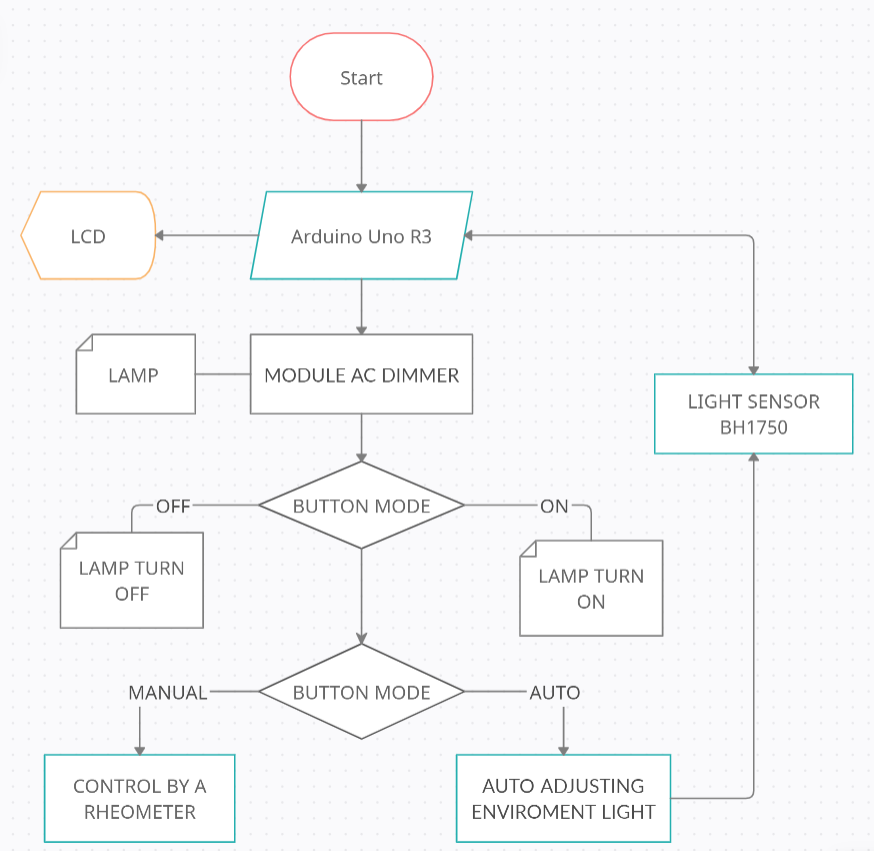 Start
LCD
Arduino Uno R3
LAMP
MODULE AC DIMMER
LIGHT SENSOR
BH1750
OFF
BUTTON MODE
ON
LAMP TURN
OFF
LAMP TURN
ON
MANUAL
BUTTON MODE
AUTO
CONTROL BY A
RHEOMETER
AUTO ADJUSTING
ENVIROMENT LIGHT